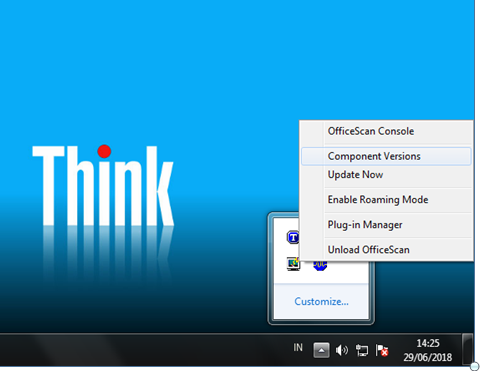 Think
OfficeScan Console
Component Versions
Update Now
Enable Roaming Mode
Plug-in Manager
Unload OfficeScan
Customize...
IN
14:25
29/06/2018